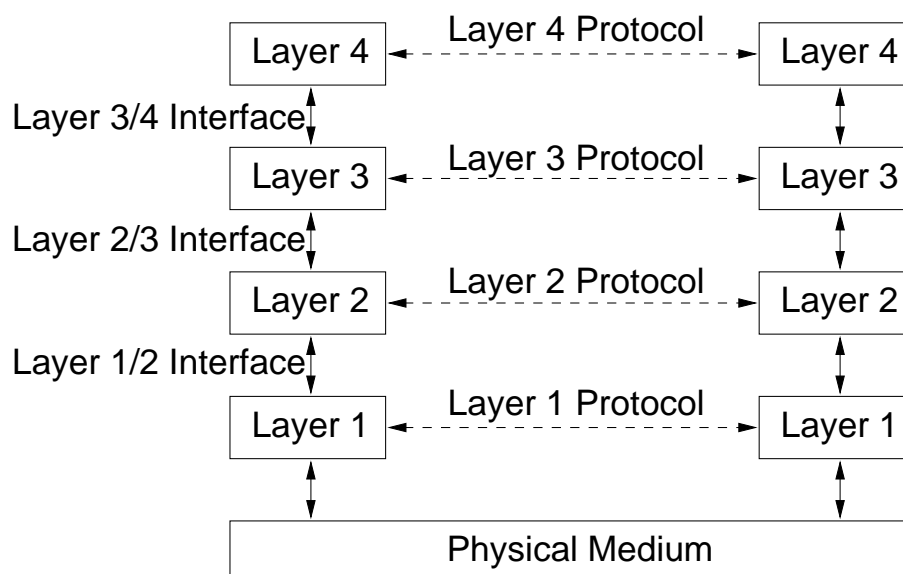 Layer 4 Protocol
Layer 4
Layer 4
Layer 3/4 Interface
Layer 3 Protocol
Layer 3
Layer 3
Layer 2/3 Interface
Layer 2 Protocol
Layer 2
Layer 2
Layer 1/2 Interface
Layer 1 Protocol
Layer 1
Layer 1
Physical Medium